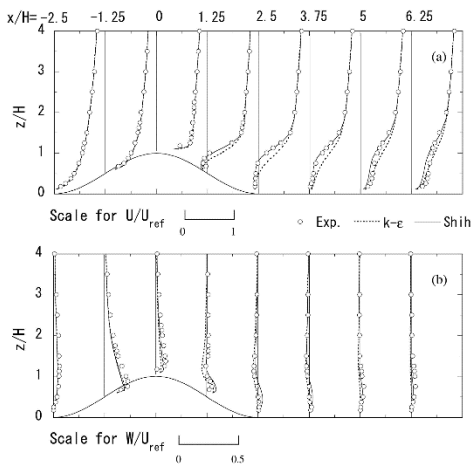 x/H=-2.5 -1.25 0 1.25 2.5 3.75 5 6.25
4
(a)
3
z/H
2
1
0
Scale for U/Uref
0 1
Exp. k-ε Shih
4
(b)
3
z/H
2
1
0
Scale for W/Uref
0 0.5